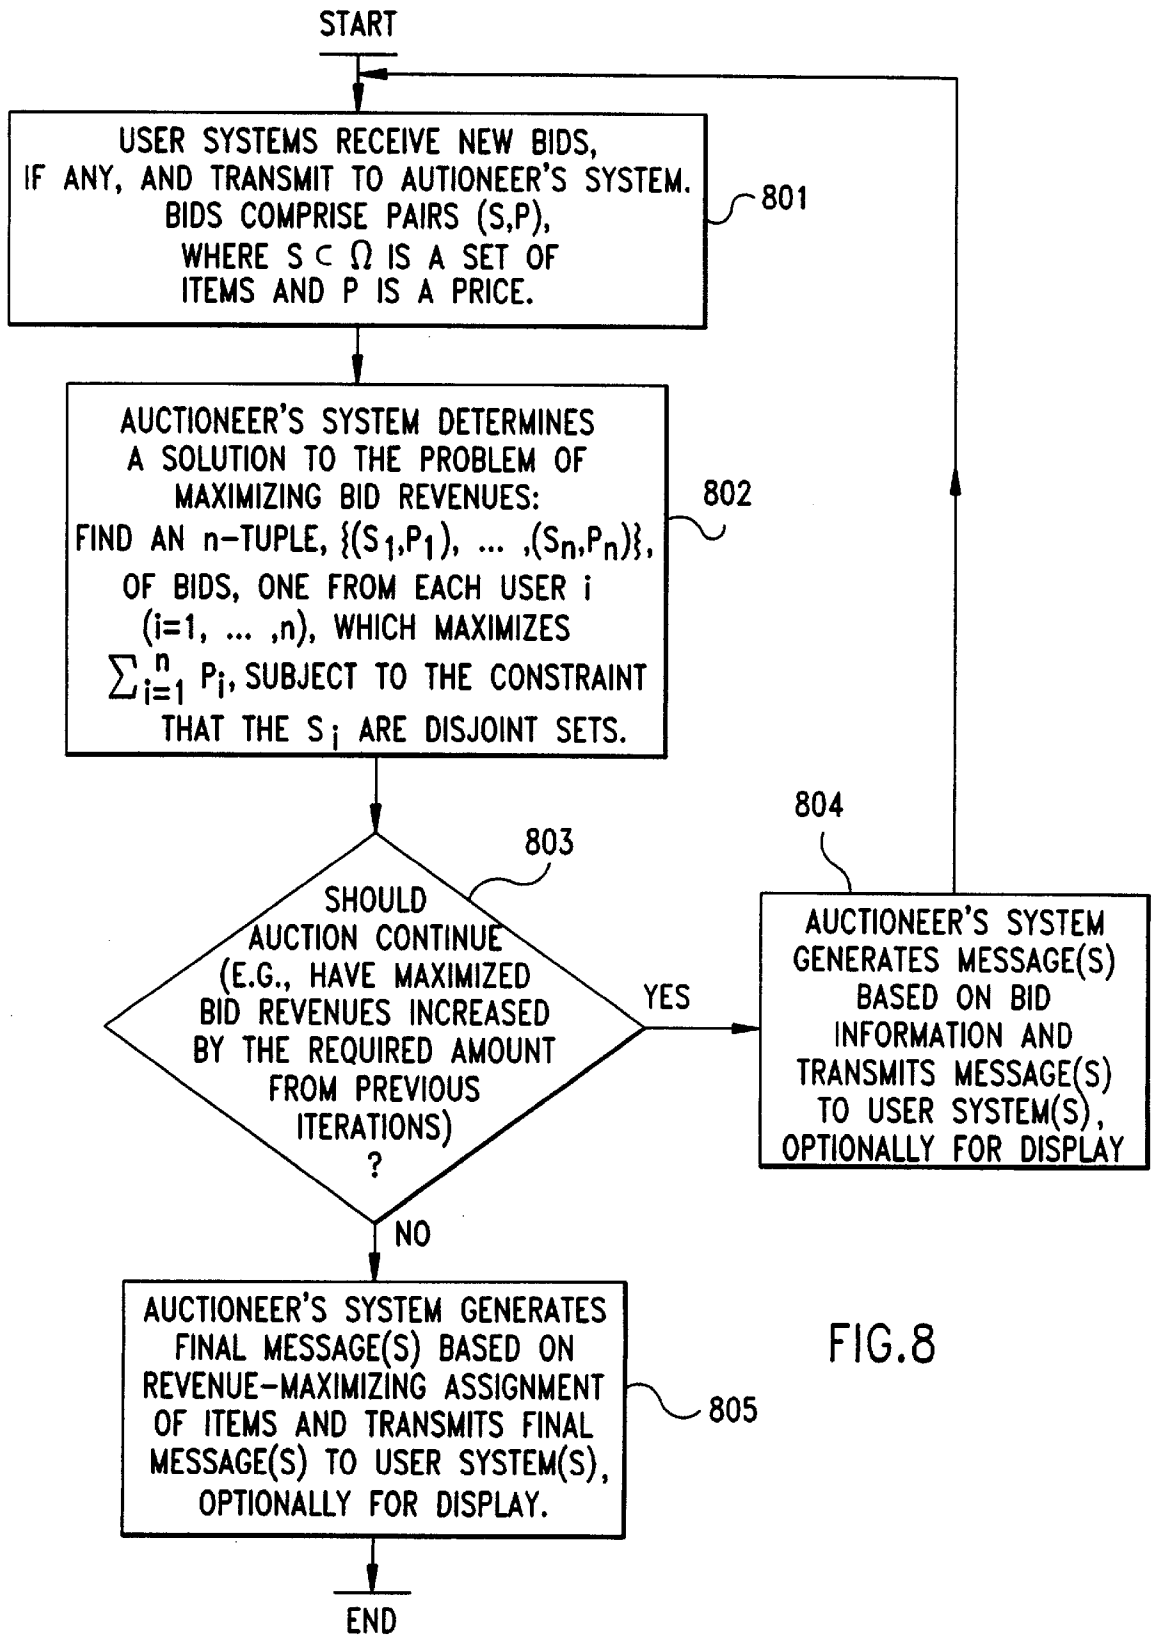 START
USER SYSTEMS RECEIVE NEW BIDS,
IF ANY, AND TRANSMIT TO AUTIONEER'S SYSTEM.
BIDS COMPRISE PAIRS (S,P),
WHERE S ⊂ Ω IS A SET OF
ITEMS AND P IS A PRICE.
801
AUCTIONEER'S SYSTEM DETERMINES
A SOLUTION TO THE PROBLEM OF
MAXIMIZING BID REVENUES:
FIND AN n-TUPLE, {(S₁,P₁), ... ,(Sₙ,Pₙ)},
OF BIDS, ONE FROM EACH USER i
(i=1, ... ,n), WHICH MAXIMIZES
∑ⁿᵢ₌₁ Pᵢ, SUBJECT TO THE CONSTRAINT
THAT THE Sᵢ ARE DISJOINT SETS.
802
803
SHOULD
AUCTION CONTINUE
(E.G., HAVE MAXIMIZED
BID REVENUES INCREASED
BY THE REQUIRED AMOUNT
FROM PREVIOUS
ITERATIONS)
?
YES
NO
804
AUCTIONEER'S SYSTEM
GENERATES MESSAGE(S)
BASED ON BID
INFORMATION AND
TRANSMITS MESSAGE(S)
TO USER SYSTEM(S),
OPTIONALLY FOR DISPLAY
AUCTIONEER'S SYSTEM GENERATES
FINAL MESSAGE(S) BASED ON
REVENUE-MAXIMIZING ASSIGNMENT
OF ITEMS AND TRANSMITS FINAL
MESSAGE(S) TO USER SYSTEM(S),
OPTIONALLY FOR DISPLAY.
805
FIG.8
END